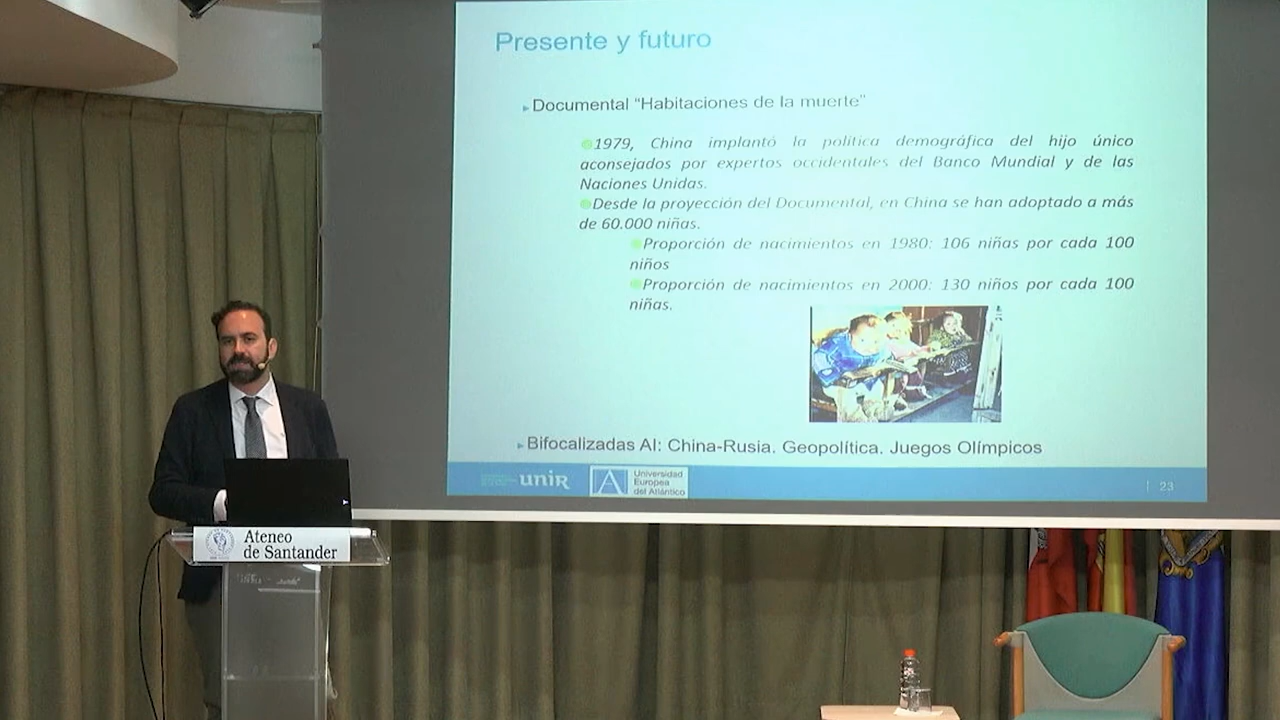 Presente y futuro
Documental “Habitaciones de la muerte”
1979, China implantó la política demográfica del hijo único
aconsejados por expertos occidentales del Banco Mundial y de las
Naciones Unidas.
Desde la proyección del Documental, en China se han adoptado a más
de 60.000 niñas.
Proporción de nacimientos en 1980: 106 niñas por cada 100
niños
Proporción de nacimientos en 2000: 130 niños por cada 100
niñas.
Bifocalizadas AI: China-Rusia. Geopolítica. Juegos Olímpicos
unir
Universidad
Europea
del Atlántico
23
Ateneo
de Santander